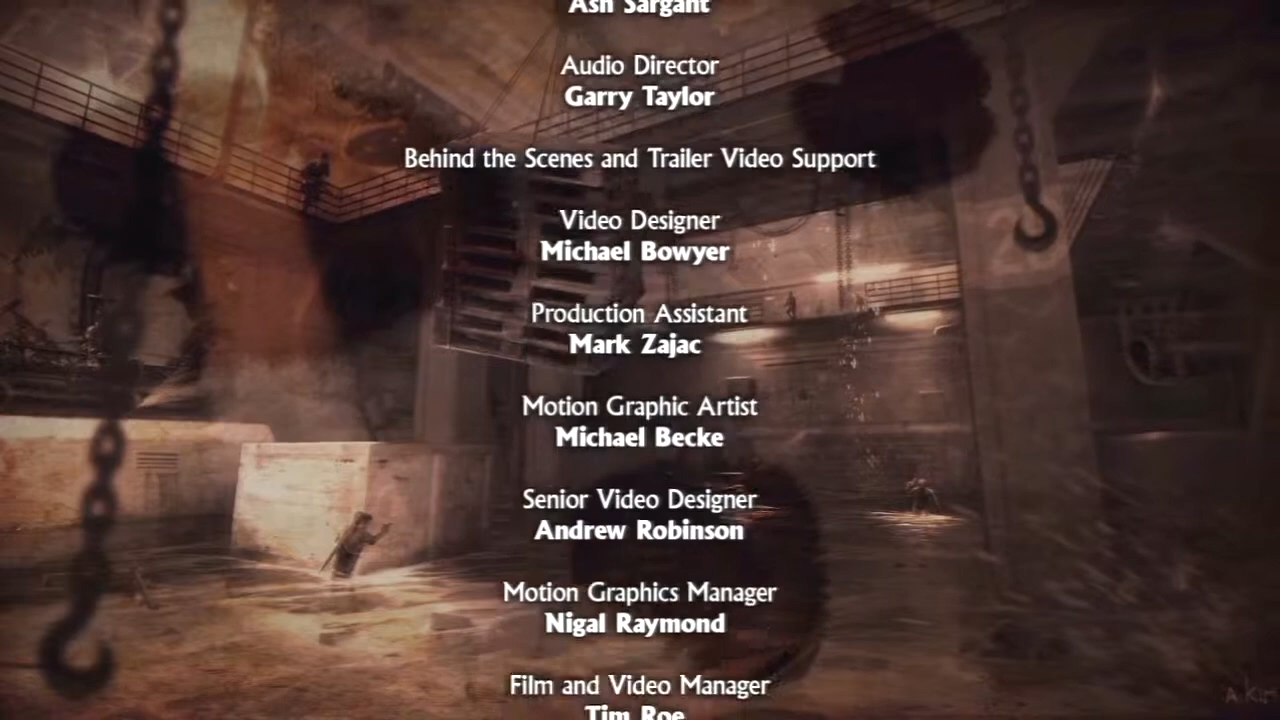 Ash Sargant
Audio Director
Garry Taylor
Behind the Scenes and Trailer Video Support
Video Designer
Michael Bowyer
Production Assistant
Mark Zajac
Motion Graphic Artist
Michael Becke
Senior Video Designer
Andrew Robinson
Motion Graphics Manager
Nigal Raymond
Film and Video Manager
Tim Roe